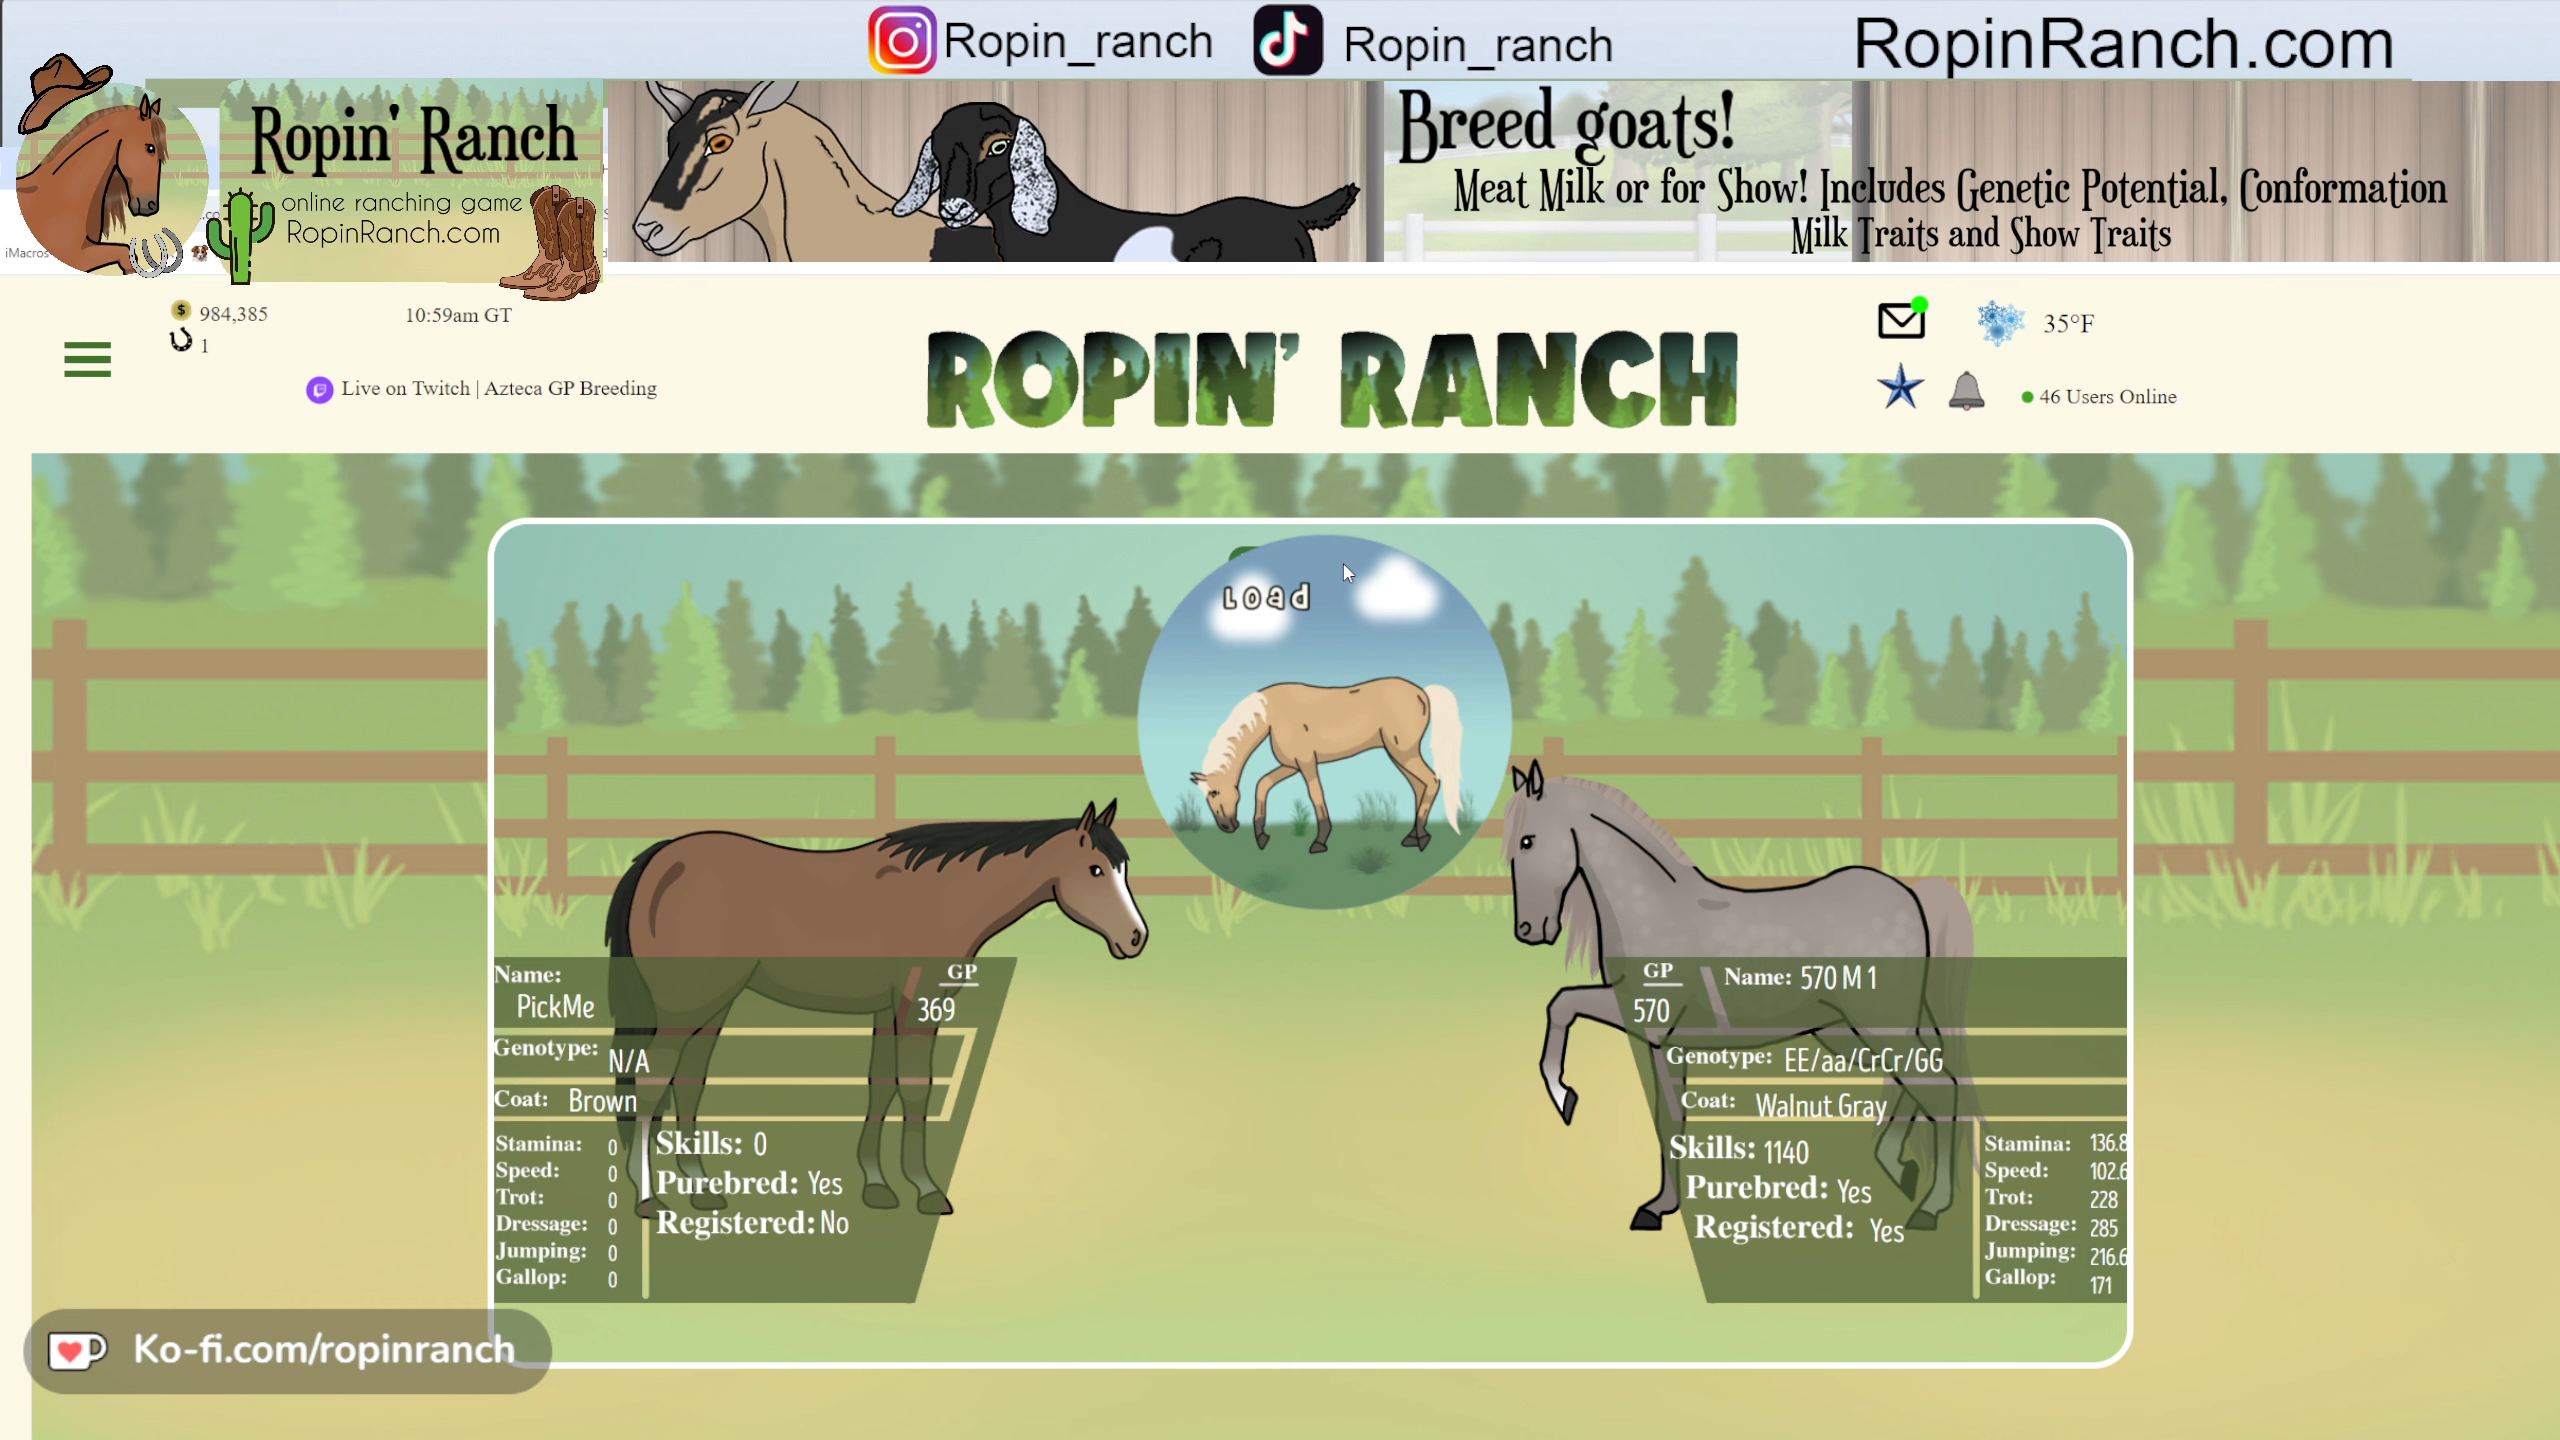 Ropin_ranch
Ropin_ranch
RopinRanch.com
Ropin' Ranch
online ranching game
RopinRanch.com
Breed goats!
Meat Milk or for Show! Includes Genetic Potential, Conformation
Milk Traits and Show Traits
iMacros
984,385
1
10:59am GT
Live on Twitch | Azteca GP Breeding
ROPIN' RANCH
35°F
46 Users Online
Load
Name:
PickMe
GP
369
Genotype: N/A
Coat: Brown
Stamina: 0
Speed: 0
Trot: 0
Dressage: 0
Jumping: 0
Gallop: 0
Skills: 0
Purebred: Yes
Registered: No
GP
570
Name: 570 M 1
Genotype: EE/aa/CrCr/GG
Coat: Walnut Gray
Skills: 1140
Purebred: Yes
Registered: Yes
Stamina: 136.8
Speed: 102.6
Trot: 228
Dressage: 285
Jumping: 216.6
Gallop: 171
Ko-fi.com/ropinranch